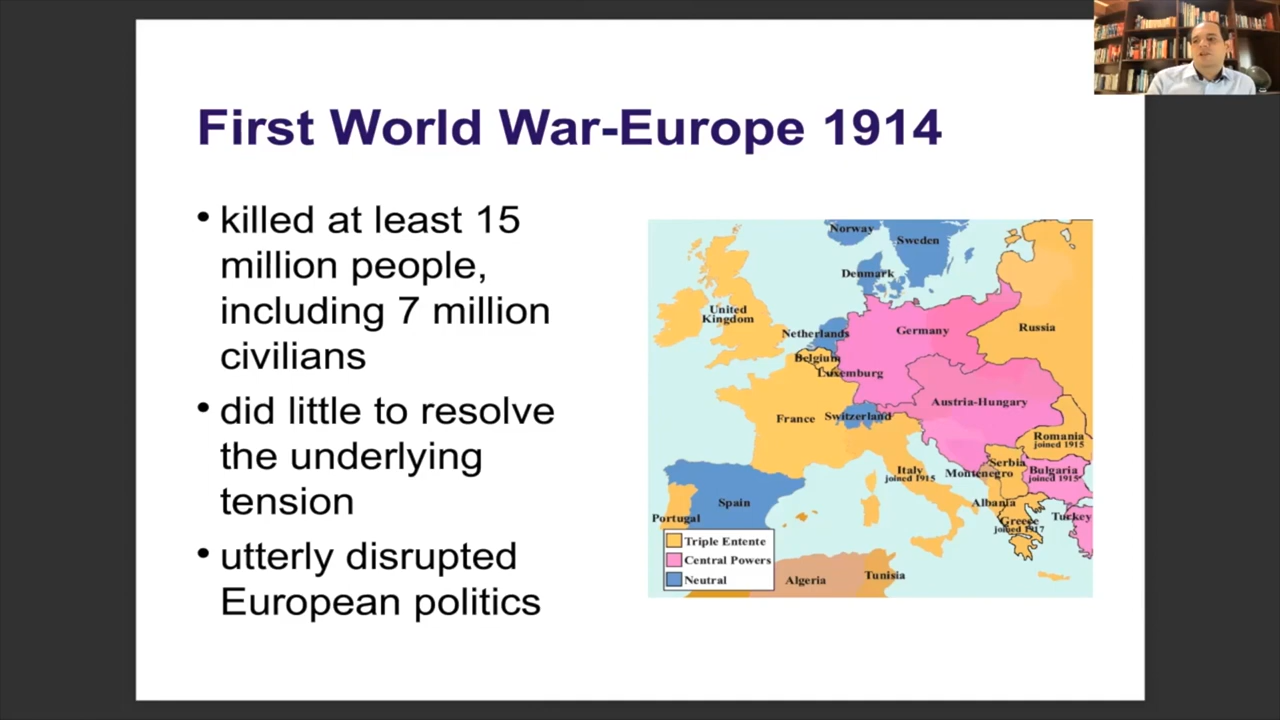 First World War-Europe 1914
• killed at least 15
million people,
including 7 million
civilians
• did little to resolve
the underlying
tension
• utterly disrupted
European politics
Norway
Sweden
Denmark
United
Kingdom
Netherlands
Germany
Russia
Belgium
Luxemburg
Austria-Hungary
France
Switzerland
Romania
joined 1915
Italy
joined 1915
Montenegro
Serbia
Bulgaria
joined 1915
Spain
Portugal
Albania
Greece
joined 1917
Turkey
Triple Entente
Central Powers
Neutral
Algeria
Tunisia